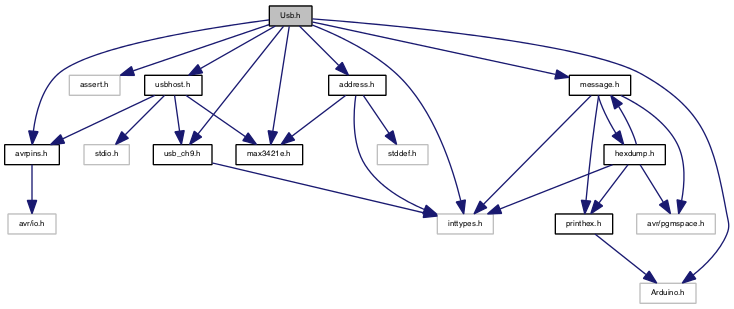 Usb.h
assert.h
usbhost.h
address.h
message.h
avrpins.h
stdio.h
usb_ch9.h
max3421e.h
stddef.h
hexdump.h
avr/io.h
inttypes.h
printhex.h
avr/pgmspace.h
Arduino.h